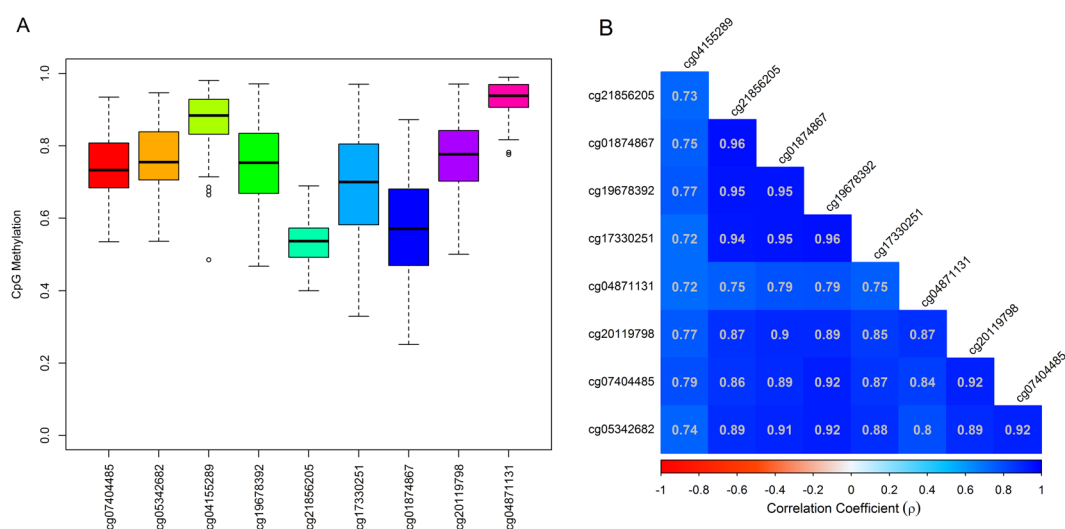 A
CpG Methylation
1.0
0.8
0.6
0.4
0.2
0.0
cg07404485
cg05342682
cg04155289
cg19678392
cg21856205
cg17330251
cg01874867
cg20119798
cg04871131
B
cg04155289
cg21856205
cg01874867
cg19678392
cg17330251
cg04871131
cg20119798
cg07404485
cg21856205 0.73
cg01874867 0.75 0.96
cg19678392 0.77 0.95 0.95
cg17330251 0.72 0.94 0.95 0.96
cg04871131 0.72 0.75 0.79 0.79 0.75
cg20119798 0.77 0.87 0.9 0.89 0.85 0.87
cg07404485 0.79 0.86 0.89 0.92 0.87 0.84 0.92
cg05342682 0.74 0.89 0.91 0.92 0.88 0.8 0.89 0.92
-1 -0.8 -0.6 -0.4 -0.2 0 0.2 0.4 0.6 0.8 1
Correlation Coefficient (ρ)